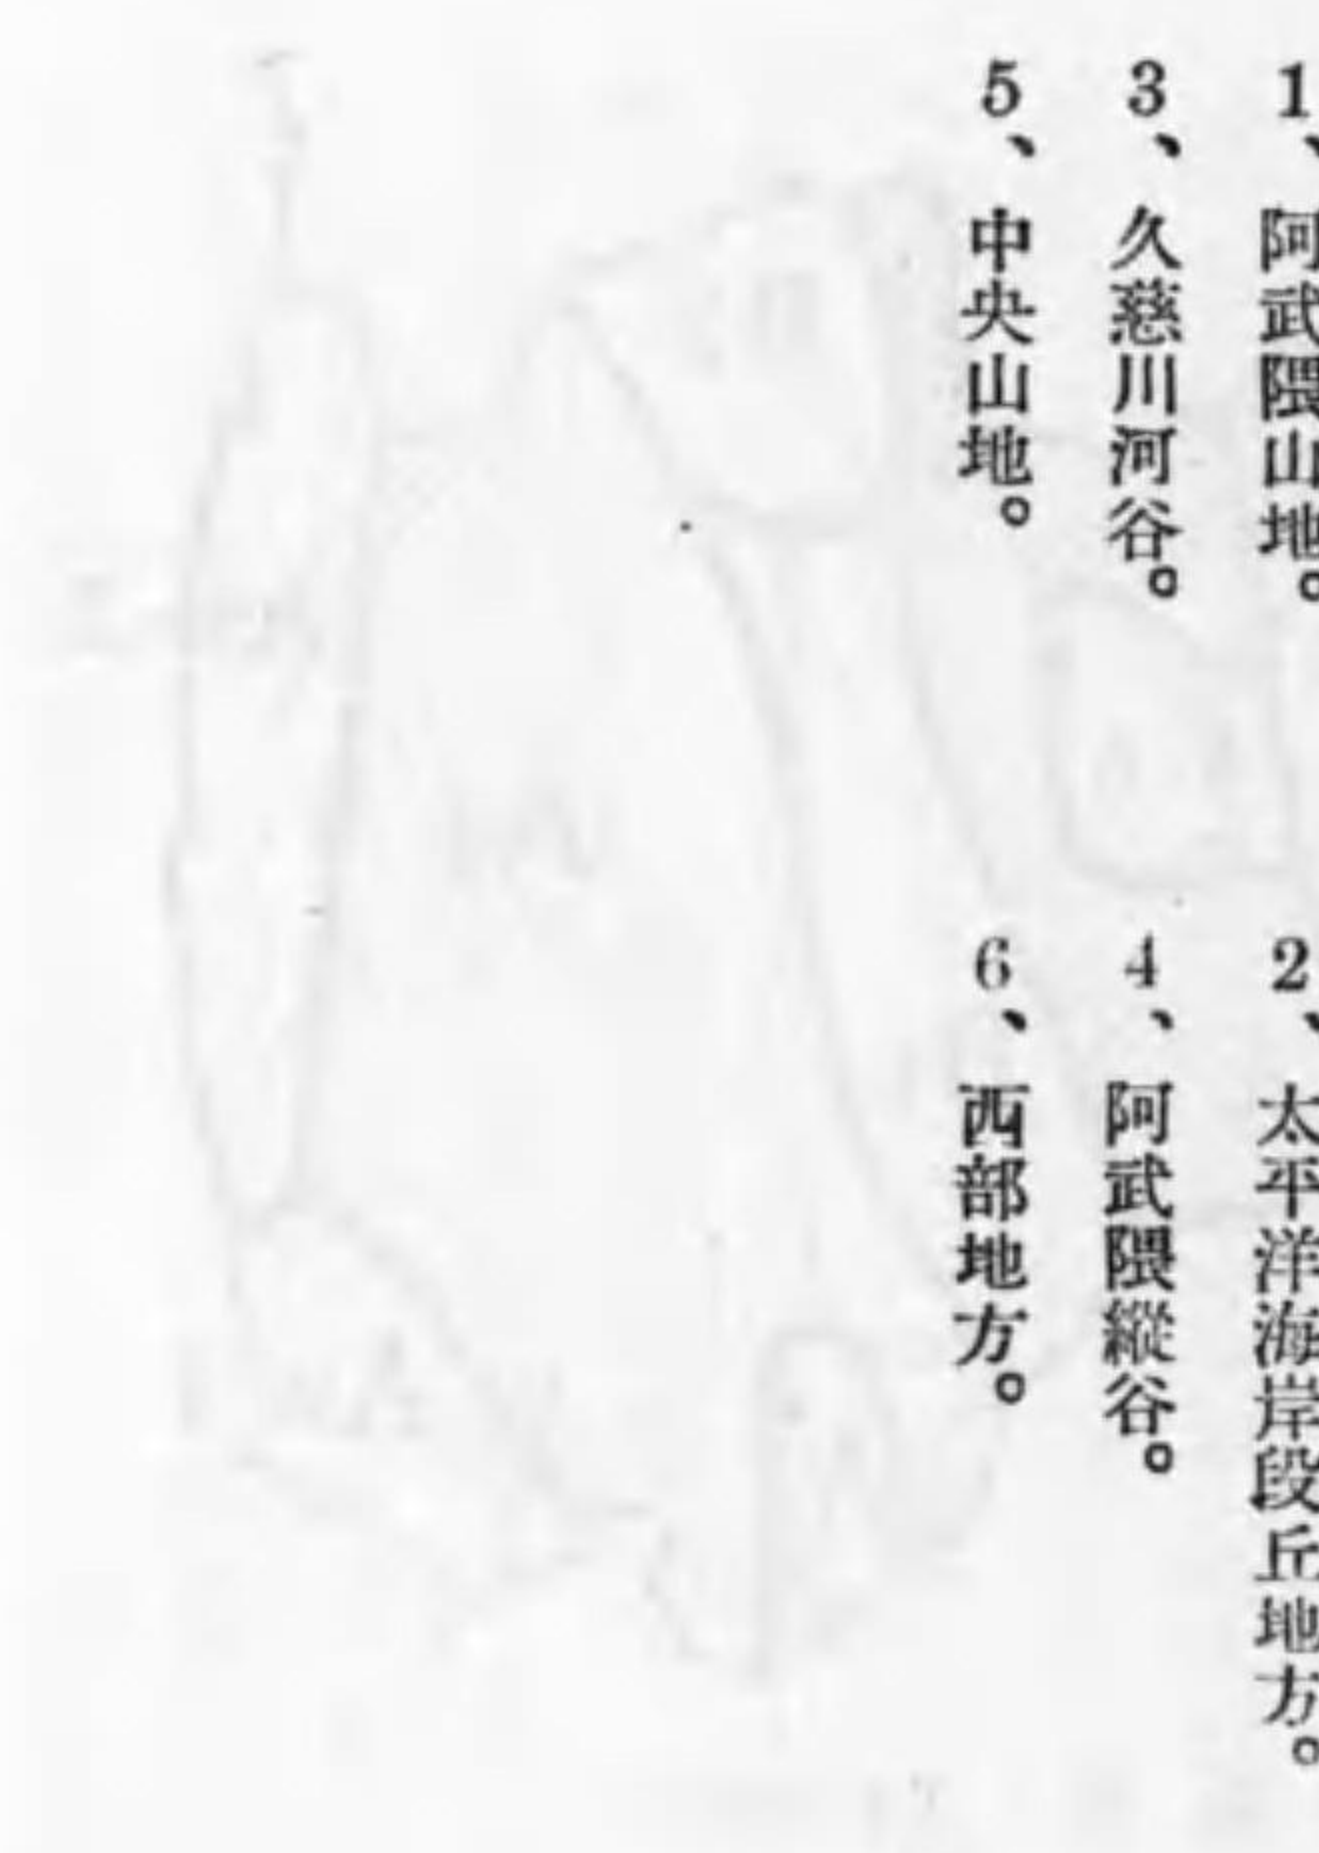 1、阿武隈山地。
2、太平洋海岸段丘地方。
3、久慈川河谷。
4、阿武隈縱谷。
5、中央山地。
6、西部地方。